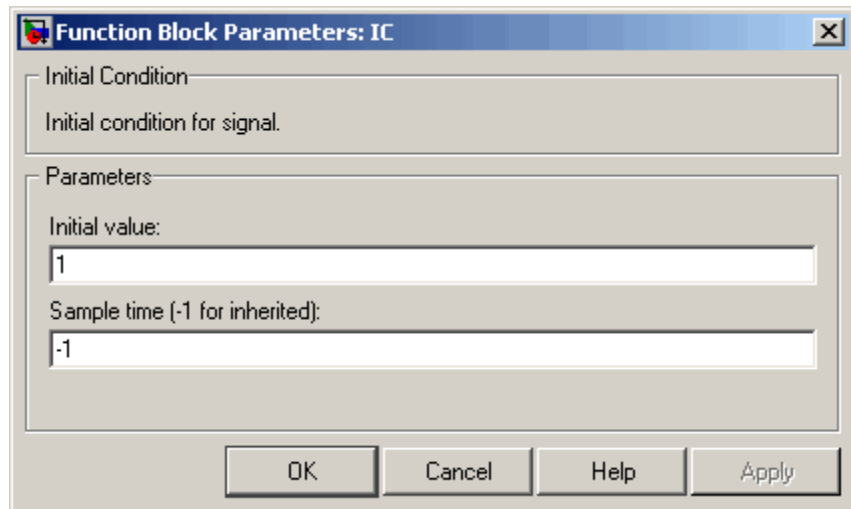 Function Block Parameters: IC
Initial Condition
Initial condition for signal.
Parameters
Initial value:
1
Sample time (-1 for inherited):
-1
OK Cancel Help Apply